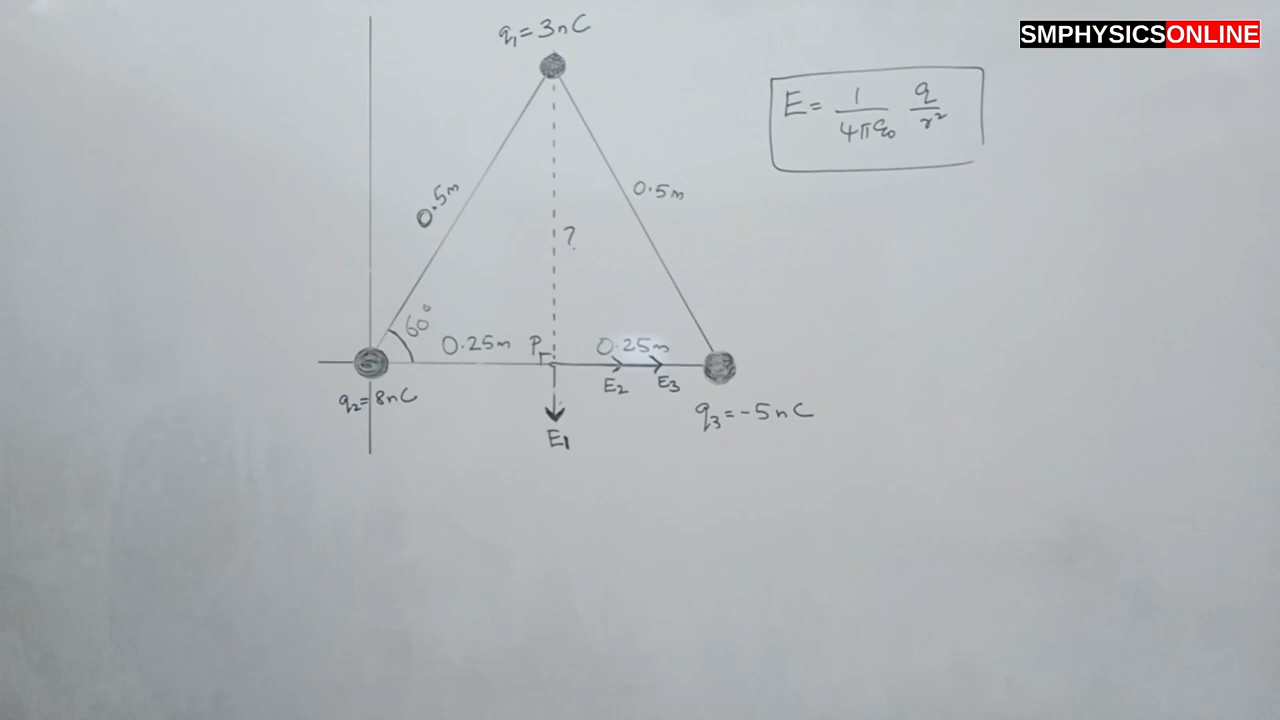 SMPHYSICSONLINE
q₁ = 3nC
E = 1/4πε₀ q/r²
0.5m
0.5m
?
60°
0.25m
P
0.25m
E₂
E₃
q₂=8nC
q₃=-5nC
E₁